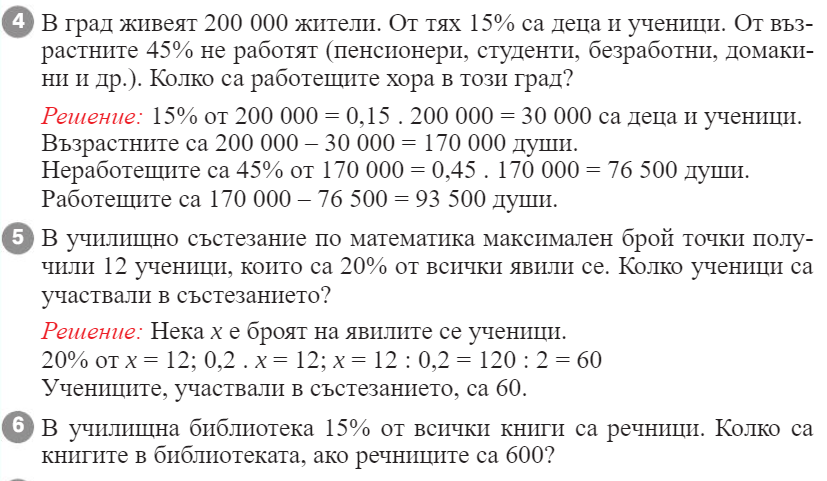 4 В град живеят 200 000 жители. От тях 15% са деца и ученици. От въз-
растните 45% не работят (пенсионери, студенти, безработни, домаки-
ни и др.). Колко са работещите хора в този град?
Решение: 15% от 200 000 = 0,15 . 200 000 = 30 000 са деца и ученици.
Възрастните са 200 000 – 30 000 = 170 000 души.
Неработещите са 45% от 170 000 = 0,45 . 170 000 = 76 500 души.
Работещите са 170 000 – 76 500 = 93 500 души.
5 В училищно състезание по математика максимален брой точки полу-
чили 12 ученици, които са 20% от всички явили се. Колко ученици са
участвали в състезанието?
Решение: Нека x е броят на явилите се ученици.
20% от x = 12; 0,2 . x = 12; x = 12 : 0,2 = 120 : 2 = 60
Учениците, участвали в състезанието, са 60.
6 В училищна библиотека 15% от всички книги са речници. Колко са
книгите в библиотеката, ако речниците са 600?